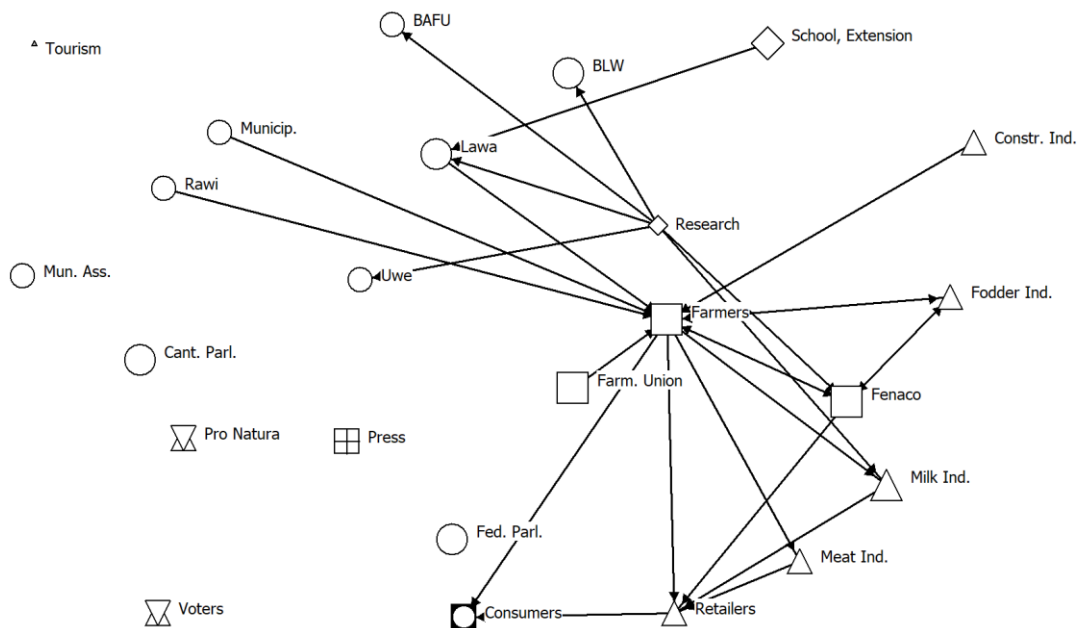 BAFU
School, Extension
Tourism
BLW
Municip.
Lawa
Constr. Ind.
Rawi
Research
Mun. Ass.
Uwe
Fodder Ind.
Farmers
Cant. Parl.
Farm. Union
Fenaco
Pro Natura
Press
Milk Ind.
Fed. Parl.
Meat Ind.
Voters
Consumers
Retailers